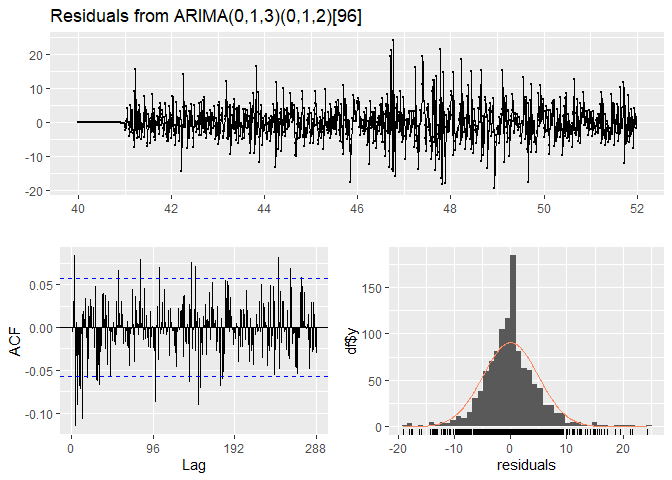 Residuals from ARIMA(0,1,3)(0,1,2)[96]
20
10
0
-10
-20
40 42 44 46 48 50 52
ACF
0.05
0.00
-0.05
-0.10
0 96 192 288
Lag
df$y
150
100
50
0
-20 -10 0 10 20
residuals